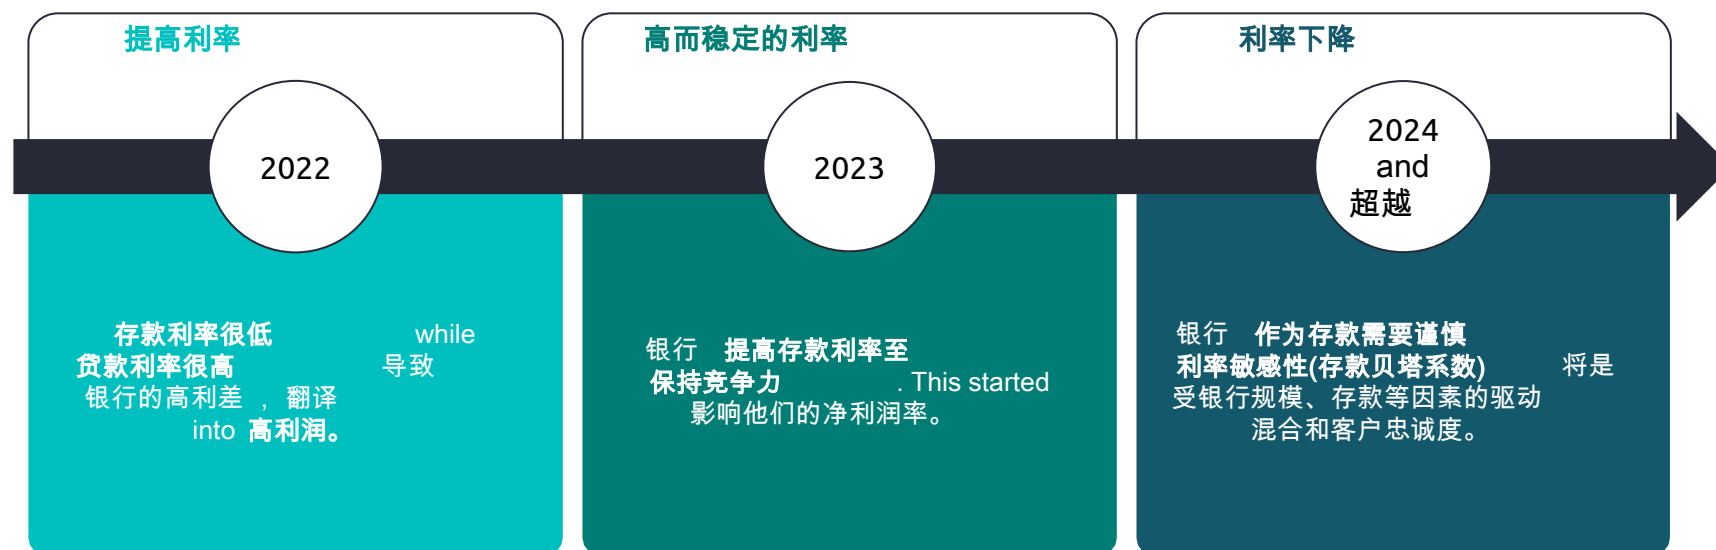 提高利率
2022
存款利率很低 while
贷款利率很高 导致
银行的高利差 , 翻译
into 高利润。
高而稳定的利率
2023
银行 提高存款利率至
保持竞争力 . This started
影响他们的净利润率。
利率下降
2024
and
超越
银行 作为存款需要谨慎
利率敏感性(存款贝塔系数) 将是
受银行规模、存款等因素的驱动
混合和客户忠诚度。